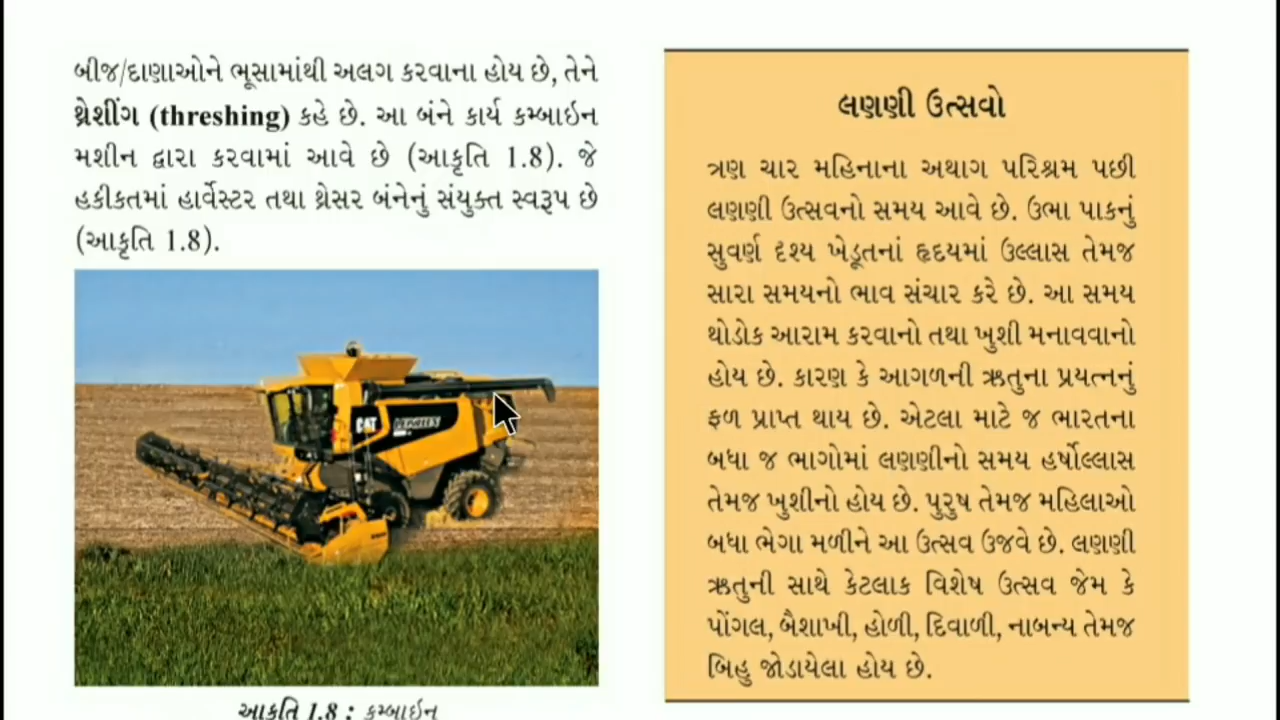 બીજ/દાણાઓને ભૂસામાંથી અલગ કરવાના હોય છે, તેને
થ્રેશીંગ (threshing) કહે છે. આ બંને કાર્ય કમ્બાઇન
મશીન દ્વારા કરવામાં આવે છે (આકૃતિ 1.8). જે
હકીકતમાં હાર્વેસ્ટર તથા થ્રેસર બંનેનું સંયુક્ત સ્વરૂપ છે
(આકૃતિ 1.8).
CAT
આકૃતિ 1.8 : કમ્બાઇન
લણણી ઉત્સવો
ત્રણ ચાર મહિનાના અથાગ પરિશ્રમ પછી
લણણી ઉત્સવનો સમય આવે છે. ઉભા પાકનું
સુવર્ણ દૃશ્ય ખેડૂતનાં હૃદયમાં ઉલ્લાસ તેમજ
સારા સમયનો ભાવ સંચાર કરે છે. આ સમય
થોડોક આરામ કરવાનો તથા ખુશી મનાવવાનો
હોય છે. કારણ કે આગળની ઋતુના પ્રયત્નનું
ફળ પ્રાપ્ત થાય છે. એટલા માટે જ ભારતના
બધા જ ભાગોમાં લણણીનો સમય હર્ષોલ્લાસ
તેમજ ખુશીનો હોય છે. પુરુષ તેમજ મહિલાઓ
બધા ભેગા મળીને આ ઉત્સવ ઉજવે છે. લણણી
ઋતુની સાથે કેટલાક વિશેષ ઉત્સવ જેમ કે
પોંગલ, બૈશાખી, હોળી, દિવાળી, નાબન્ય તેમજ
બિહુ જોડાયેલા હોય છે.